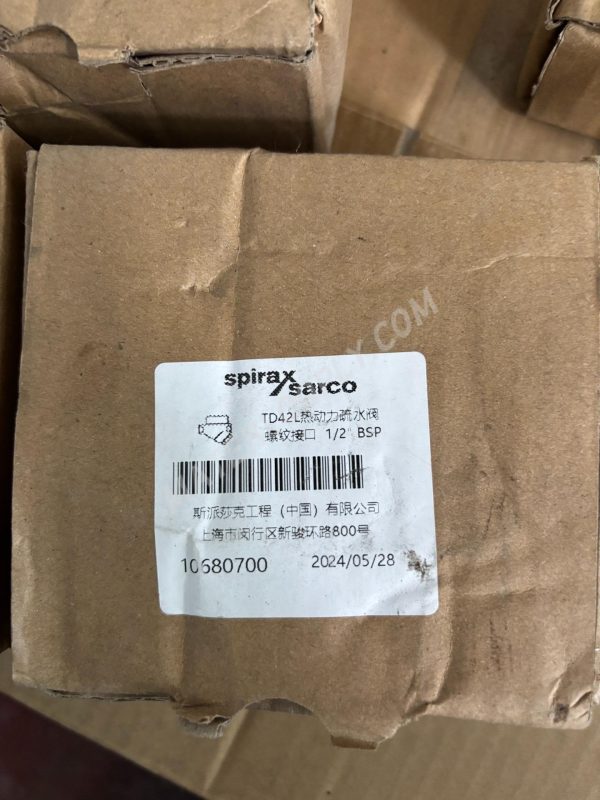 spirax
sarco
TD42L热动力疏水阀
螺纹接口 1/2" BSP
斯派莎克工程（中国）有限公司
上海市闵行区新骏环路800号
10680700 2024/05/28